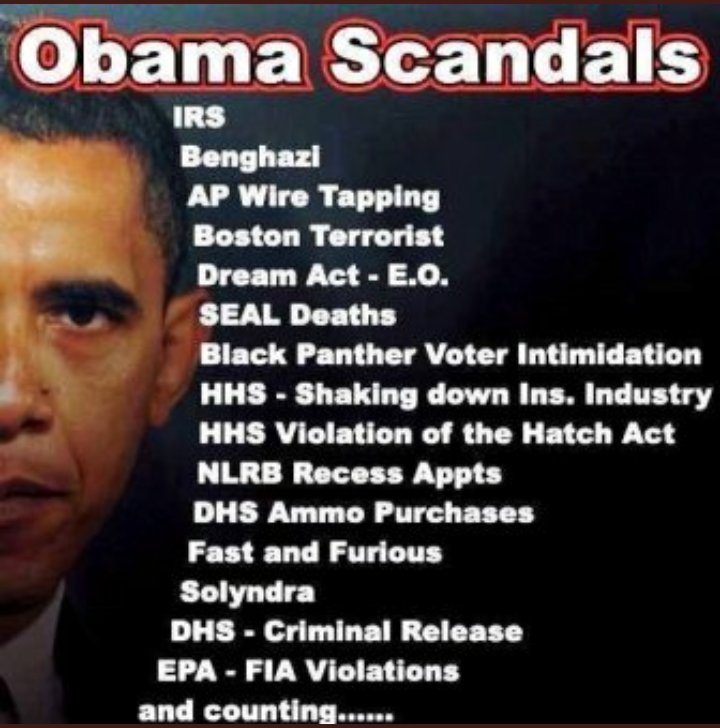 Obama Scandals
IRS
Benghazi
AP Wire Tapping
Boston Terrorist
Dream Act - E.O.
SEAL Deaths
Black Panther Voter Intimidation
HHS - Shaking down Ins. Industry
HHS Violation of the Hatch Act
NLRB Recess Appts
DHS Ammo Purchases
Fast and Furious
Solyndra
DHS - Criminal Release
EPA - FIA Violations
and counting......